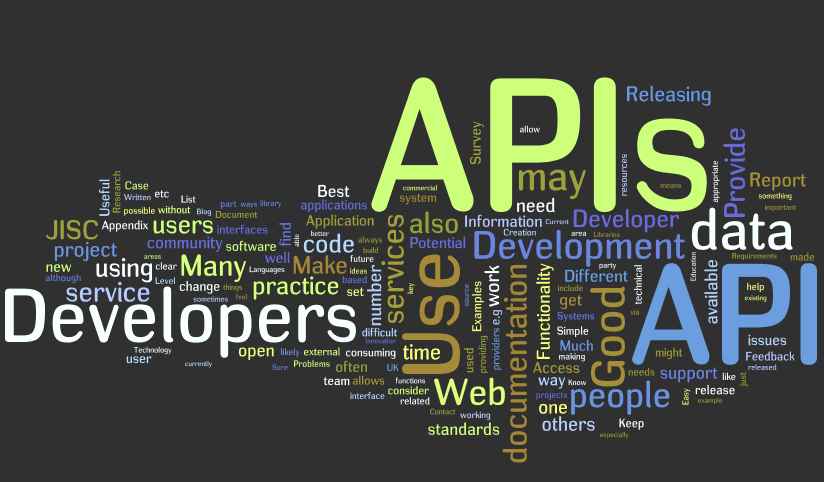 APIs
Releasing
allow
Survey
resources
Provide
appropriate
means
Report
something
important
commercial
system
may
need
Best
applications
Application
Useful
Research
Case
Written
etc
List
possible
without
Blog
part
ways
library
Document
JISC
Appendix
users
interfaces
find
able
better
code
always
build
services
also
Potential
Information
Current
Creation
Developer
area
Libraries
data
project
community
software
Development
Education
Requirements
made
new
although
areas
using
clear
Many
Languages
well
Make
future
ideas
based
number
key
Use
source
Examples
Work
e.g
providers
documentation
Functionality
Different
party
technical
include
get
Good
via
available
API
help
existing
service
Level
change
things
sometimes
feel
practice
set
Developers
Systems
Simple
Much
making
might
issues
Feedback
released
difficult
Innovation
Technology
user
currently
open
likely
external
consuming
time
Sure
Problems
often
UK
used
providing
Access
way
Know
needs
support
like
just
team
allows
functions
consider
interface
related
Web
Contact
working
standards
projects
one
people
Easy
release
example
others
Keep
especially